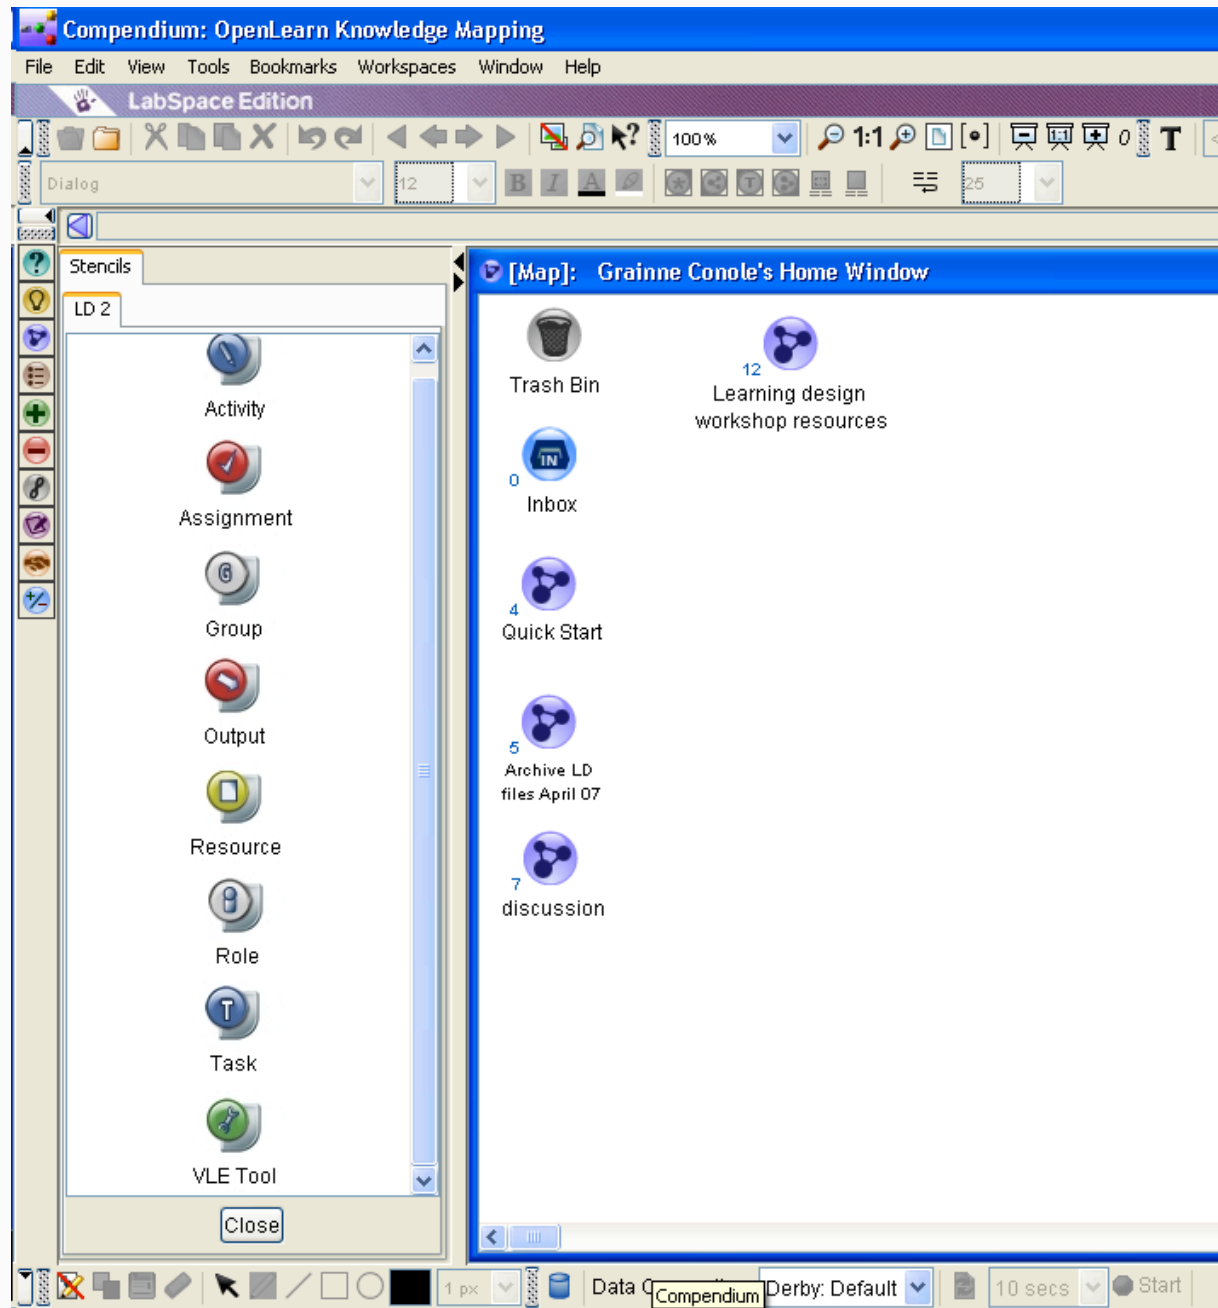 Compendium: OpenLearn Knowledge Mapping
File Edit View Tools Bookmarks Workspaces Window Help
LabSpace Edition
100% 1:1 1:1 0 T
Dialog 12 B I A 25
Stencils
LD 2
Activity
Assignment
G
Group
Output
Resource
Role
T
Task
VLE Tool
Close
[Map]: Grainne Conole's Home Window
Trash Bin
12
Learning design
workshop resources
IN
0
Inbox
4
Quick Start
5
Archive LD
files April 07
7
discussion
1 px Data Derby: Default 10 secs Start
Compendium